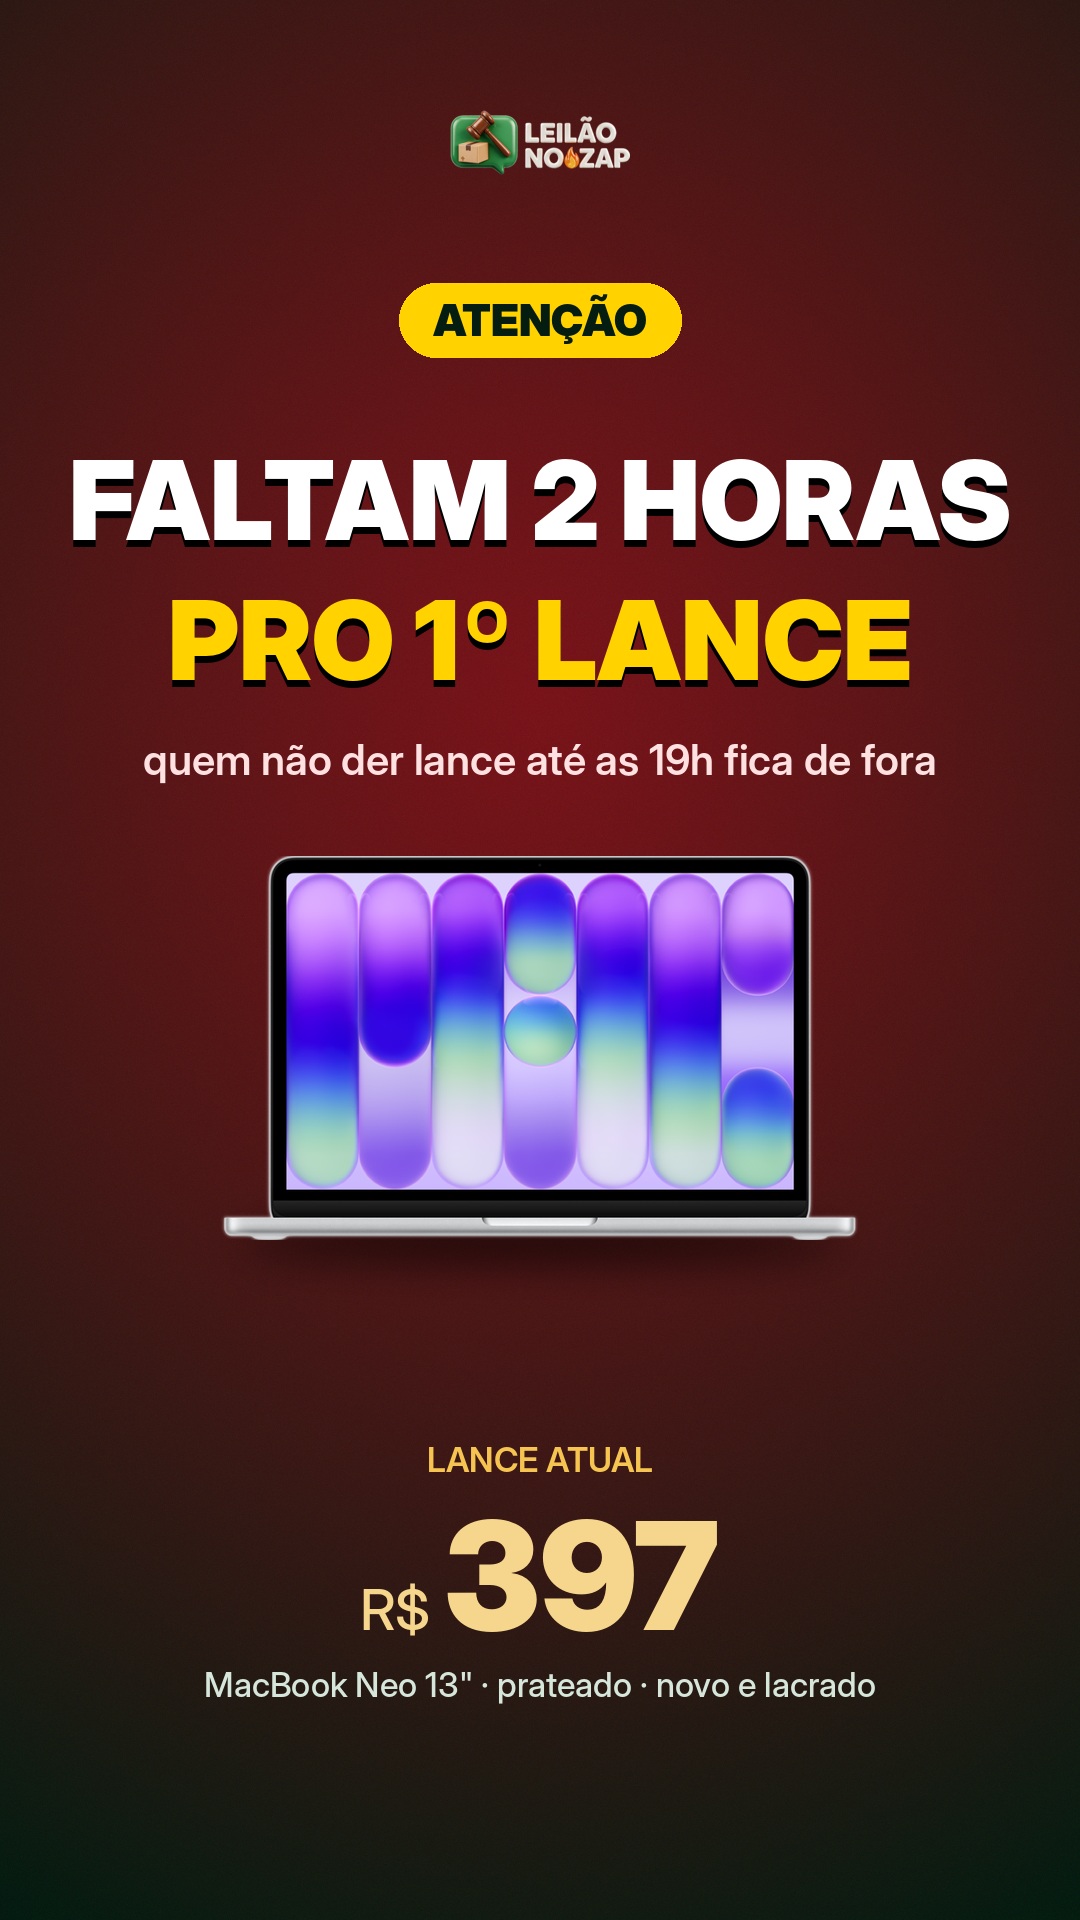 LEILÃO
NO ZAP
ATENÇÃO
FALTAM 2 HORAS
PRO 1º LANCE
quem não der lance até as 19h fica de fora
LANCE ATUAL
R$ 397
MacBook Neo 13" · prateado · novo e lacrado